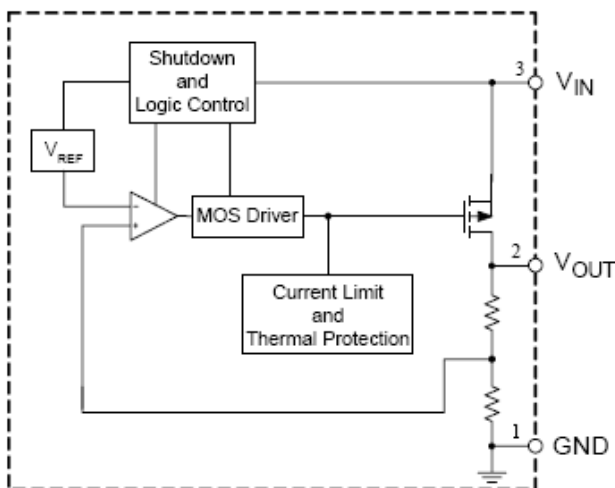 Shutdown
and
Logic Control
3
VIN
VREF
-
+
MOS Driver
2
VOUT
Current Limit
and
Thermal Protection
1
GND